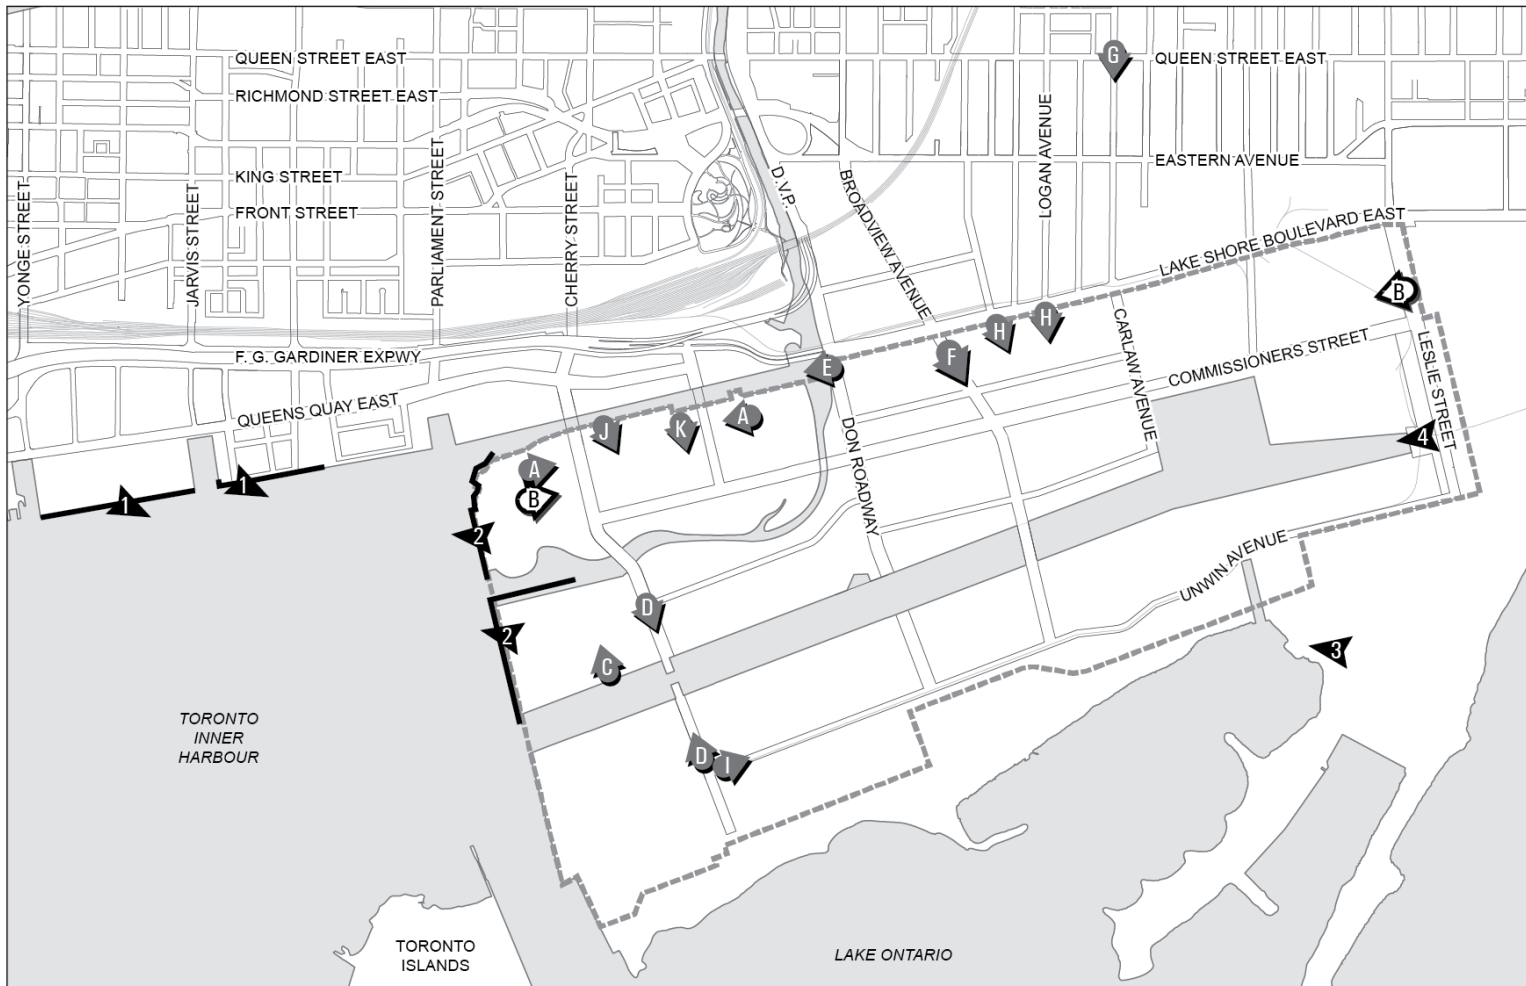 G
QUEEN STREET EAST
QUEEN STREET EAST
RICHMOND STREET EAST
EASTERN AVENUE
KING STREET
FRONT STREET
YONGE STREET
JARVIS STREET
PARLIAMENT STREET
CHERRY STREET
D.V.P.
BROADVIEW AVENUE
LOGAN AVENUE
LAKE SHORE BOULEVARD EAST
B
H
H
F. G. GARDINER EXPWY
F
E
CARLAW AVENUE
COMMISSIONERS STREET
LESLIE STREET
QUEENS QUAY EAST
A
K
J
4
DON ROADWAY
A
B
1
1
2
UNWIN AVENUE
D
2
C
3
D
I
TORONTO
INNER
HARBOUR
TORONTO
ISLANDS
LAKE ONTARIO